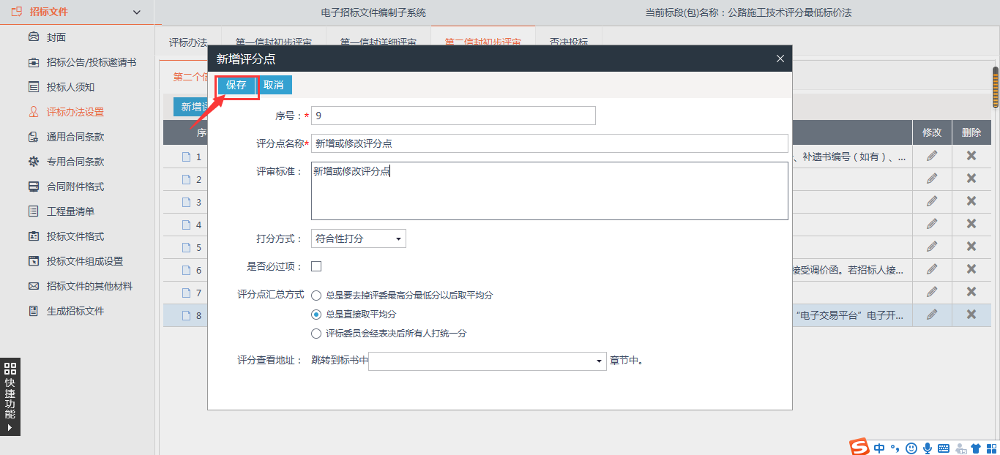 招标文件
电子招标文件编制子系统
当前标段(包)名称：公路施工技术评分最低标价法
封面
招标公告/投标邀请书
投标人须知
评标办法设置
通用合同条款
专用合同条款
合同附件格式
工程量清单
投标文件格式
投标文件组成设置
招标文件的其他材料
生成招标文件
快捷功能
评标办法
第一信封初步评审
第一信封详细评审
第二信封初步评审
否决投标
第二个信
新增评
序
修改
删除
1
、补遗书编号（如有）、...
2
3
4
5
6
接受调价函。若招标人接...
7
8
“电子交易平台”电子开...
新增评分点
保存
取消
序号：* 9
评分点名称* 新增或修改评分点
评审标准： 新增或修改评分点
打分方式： 符合性打分
是否必过项：
评分点汇总方式
总是要去掉评委最高分最低分以后取平均分
总是直接取平均分
评标委员会经表决后所有人打统一分
评分查看地址： 跳转到标书中 章节中。
S 中